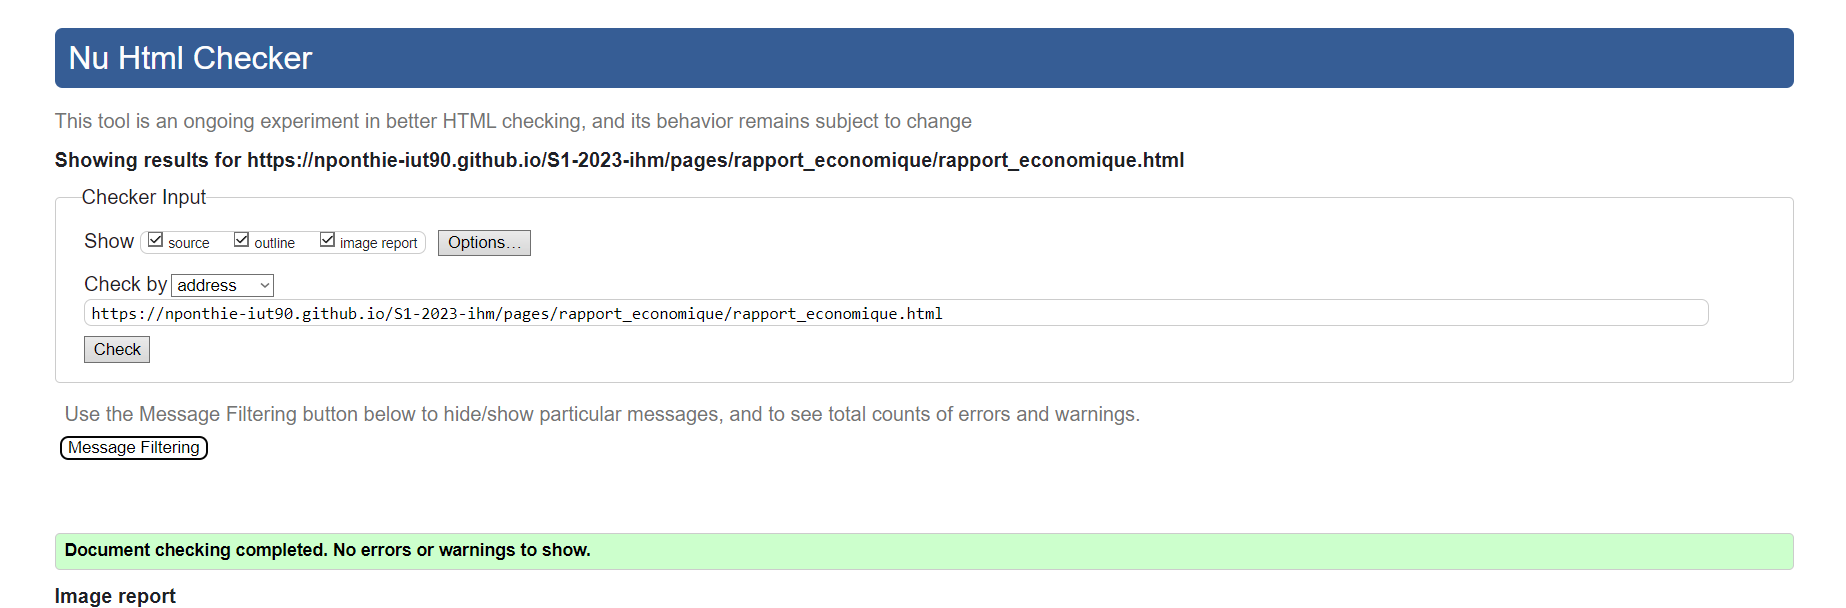 Nu Html Checker
This tool is an ongoing experiment in better HTML checking, and its behavior remains subject to change
Showing results for https://nponthie-iut90.github.io/S1-2023-ihm/pages/rapport_economique/rapport_economique.html
Checker Input
Show source outline image report Options...
Check by address
https://nponthie-iut90.github.io/S1-2023-ihm/pages/rapport_economique/rapport_economique.html
Check
Use the Message Filtering button below to hide/show particular messages, and to see total counts of errors and warnings.
Message Filtering
Document checking completed. No errors or warnings to show.
Image report